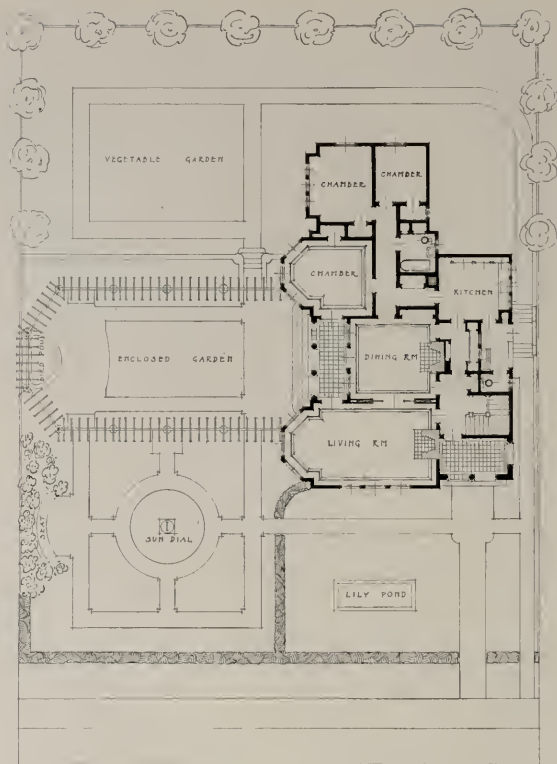 VEGETABLE GARDEN
CHAMBER
CHAMBER
CHAMBER
KITCHEN
ENCLOSED GARDEN
DINING RM
LIVING RM
SEAT
SUN DIAL
LILY POND